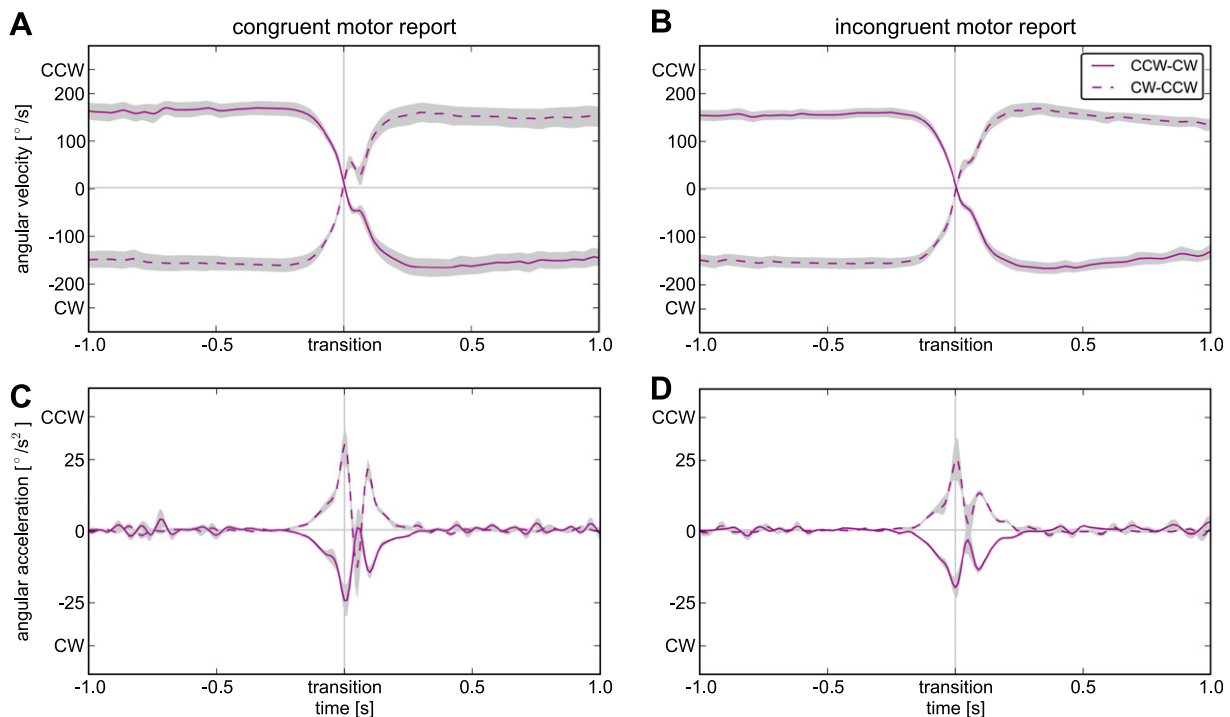 A
congruent motor report
B
incongruent motor report
CCW
200
100
0
-100
-200
CW
angular velocity [ °/s]
-1.0
-0.5
transition
0.5
1.0
CCW
200
100
0
-100
-200
CW
CCW-CW
CW-CCW
-1.0
-0.5
transition
0.5
1.0
C
CCW
25
0
-25
CW
angular acceleration [ °/s²]
-1.0
-0.5
transition
0.5
1.0
time [s]
D
CCW
25
0
-25
CW
-1.0
-0.5
transition
0.5
1.0
time [s]